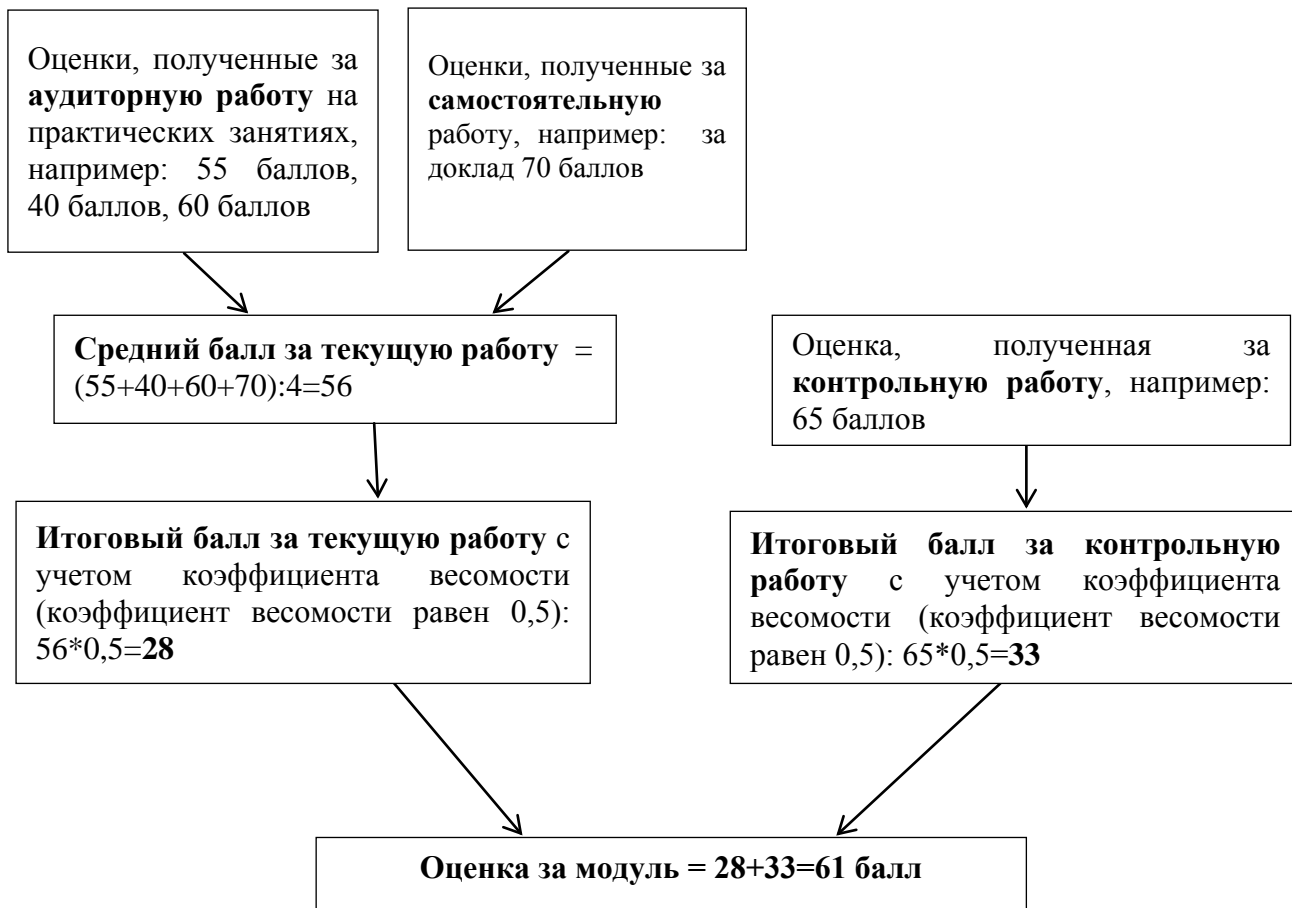 Оценки, полученные за
аудиторную работу на
практических занятиях,
например: 55 баллов,
40 баллов, 60 баллов
Оценки, полученные за
самостоятельную
работу, например: за
доклад 70 баллов
Средний балл за текущую работу =
(55+40+60+70):4=56
Оценка, полученная за
контрольную работу, например:
65 баллов
Итоговый балл за текущую работу с
учетом коэффициента весомости
(коэффициент весомости равен 0,5):
56*0,5=28
Итоговый балл за контрольную
работу с учетом коэффициента
весомости (коэффициент весомости
равен 0,5): 65*0,5=33
Оценка за модуль = 28+33=61 балл